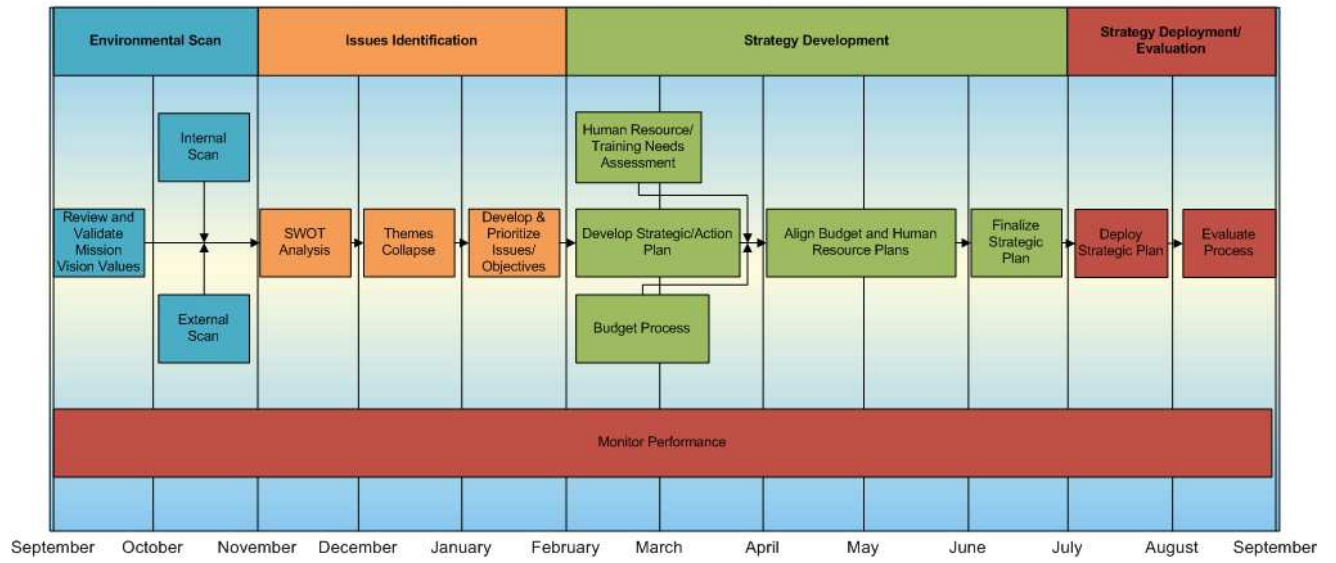 Environmental Scan
Issues Identification
Strategy Development
Strategy Deployment/
Evaluation
Internal
Scan
Human Resource/
Training Needs
Assessment
Review and
Validate
Mission
Vision Values
SWOT
Analysis
Themes
Collapse
Develop &
Prioritize
Issues/
Objectives
Develop Strategic/Action
Plan
Align Budget and Human
Resource Plans
Finalize
Strategic
Plan
Deploy
Strategic Plan
Evaluate
Process
External
Scan
Budget Process
Monitor Performance
September October November December January February March April May June July August September